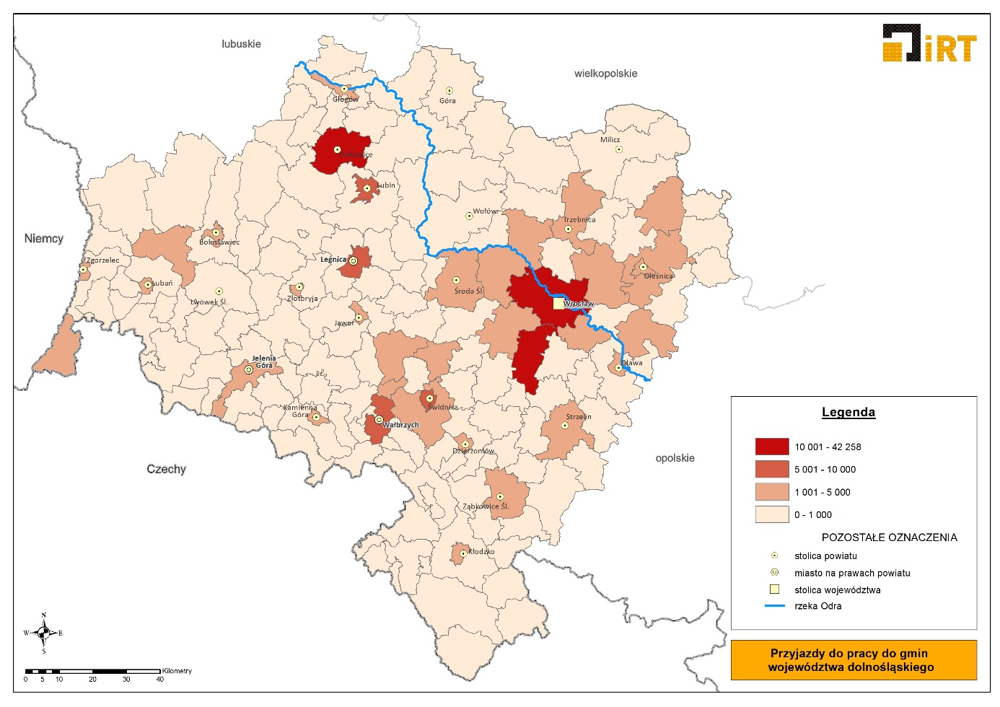 lubuskie
wielkopolskie
iRT
Głogów
Góra
Milicz
Polkowice
Lubin
Wołów
Trzebnica
Niemcy
Bolesławiec
Zgorzelec
Legnica
Lubań
Lwówek Śl.
Złotoryja
Środa Śl.
Oleśnica
Wrocław
Jawor
Jelenia
Góra
Oława
Kamienna
Góra
Świdnica
Wałbrzych
Strzelin
Dzierżoniów
Czechy
opolskie
Ząbkowice Śl.
Kłodzko
Legenda
10 001 - 42 258
5 001 - 10 000
1 001 - 5 000
0 - 1 000
POZOSTAŁE OZNACZENIA
stolica powiatu
miasto na prawach powiatu
stolica województwa
rzeka Odra
Przyjazdy do pracy do gmin
województwa dolnośląskiego
N
W E
S
Kilometry
0 5 10 20 30 40